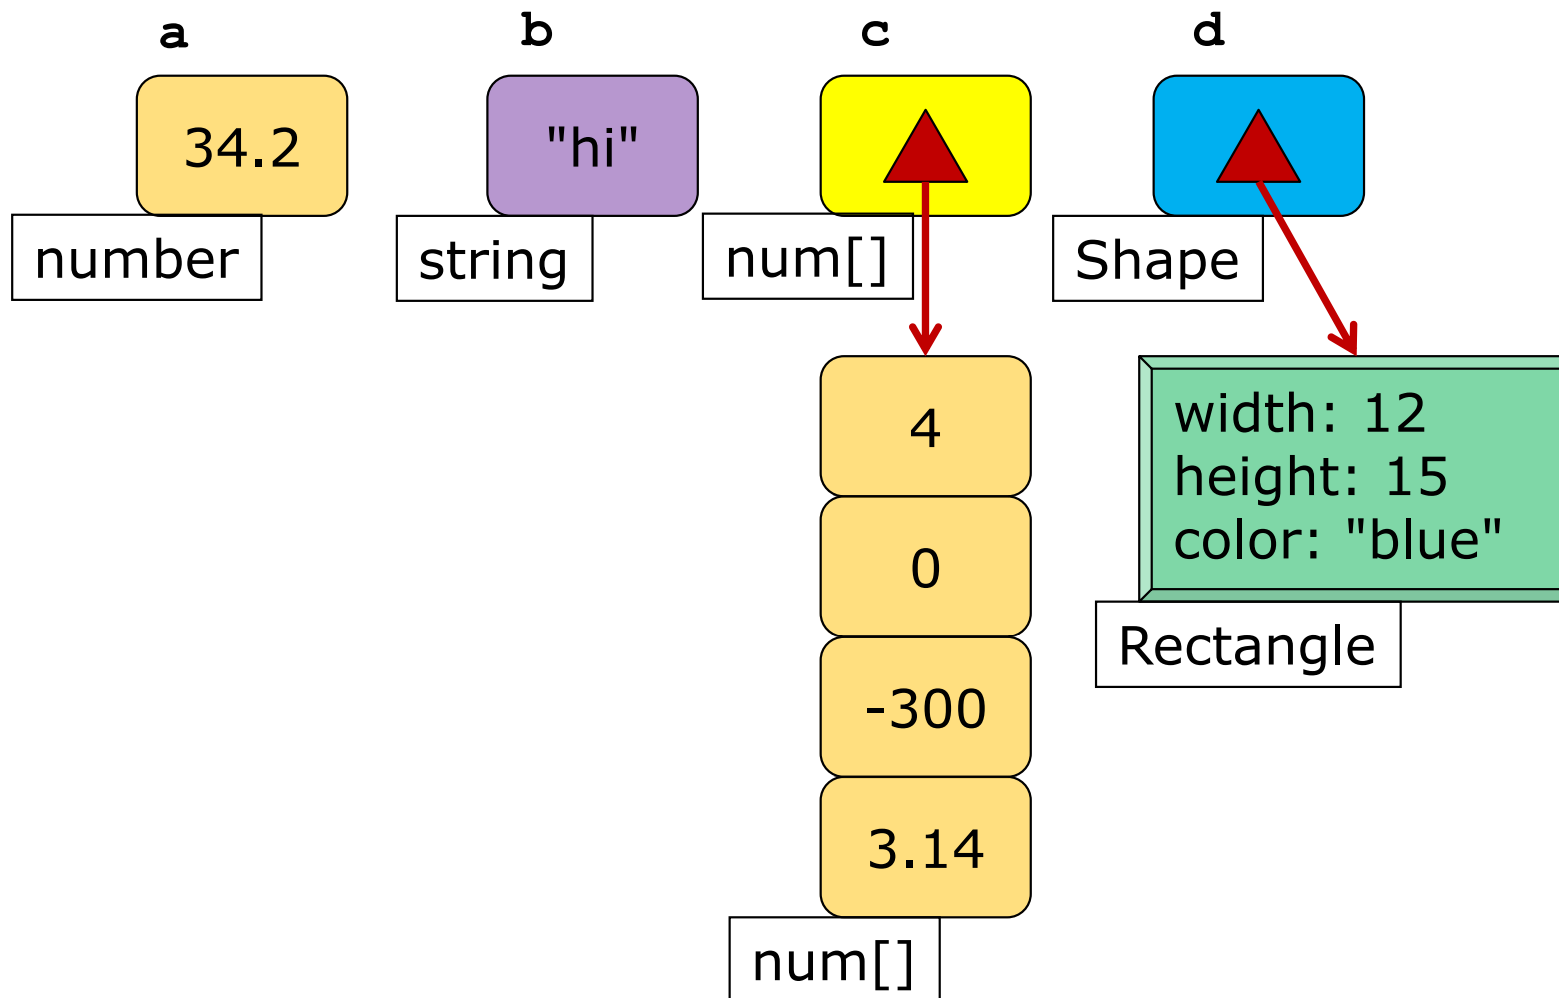 a b c d
34.2 "hi"
number string num[] Shape
4
0
-300
3.14
num[]
width: 12
height: 15
color: "blue"
Rectangle